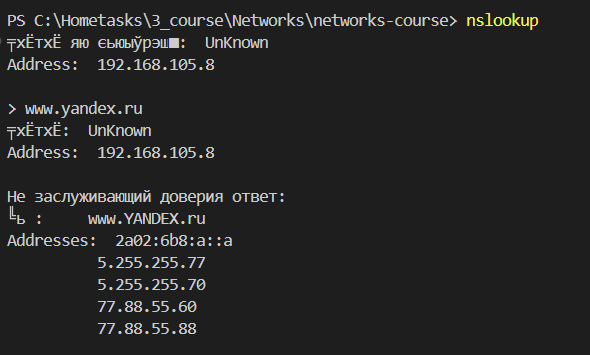 PS C:\Hometasks\3_course\Networks\networks-course> nslookup
╤хЁтхЁ яю єьюыўрэш■:  UnKnown
Address:  192.168.105.8
> www.yandex.ru
╤хЁтхЁ:  UnKnown
Address:  192.168.105.8
Не заслуживающий доверия ответ:
╚ь :     www.YANDEX.ru
Addresses:  2a02:6b8:a::a
5.255.255.77
5.255.255.70
77.88.55.60
77.88.55.88